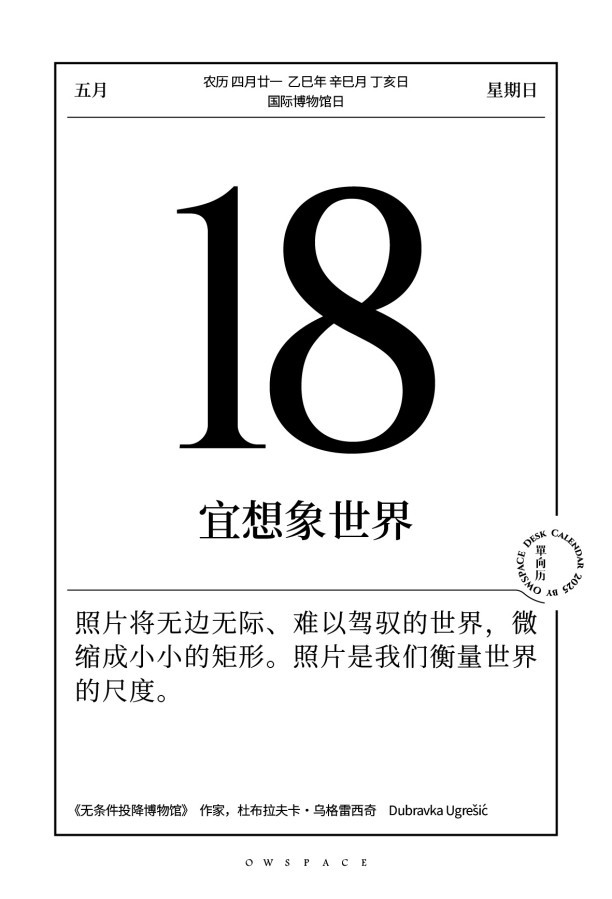 五月
农历 四月廿一 乙巳年 辛巳月 丁亥日
国际博物馆日
星期日
18
宜想象世界
DESK CALENDAR 2025 BY OWSPACE
單向历
照片将无边无际、难以驾驭的世界，微
缩成小小的矩形。照片是我们衡量世界
的尺度。
《无条件投降博物馆》 作家，杜布拉夫卡·乌格雷西奇 Dubravka Ugrešić
OWSPACE